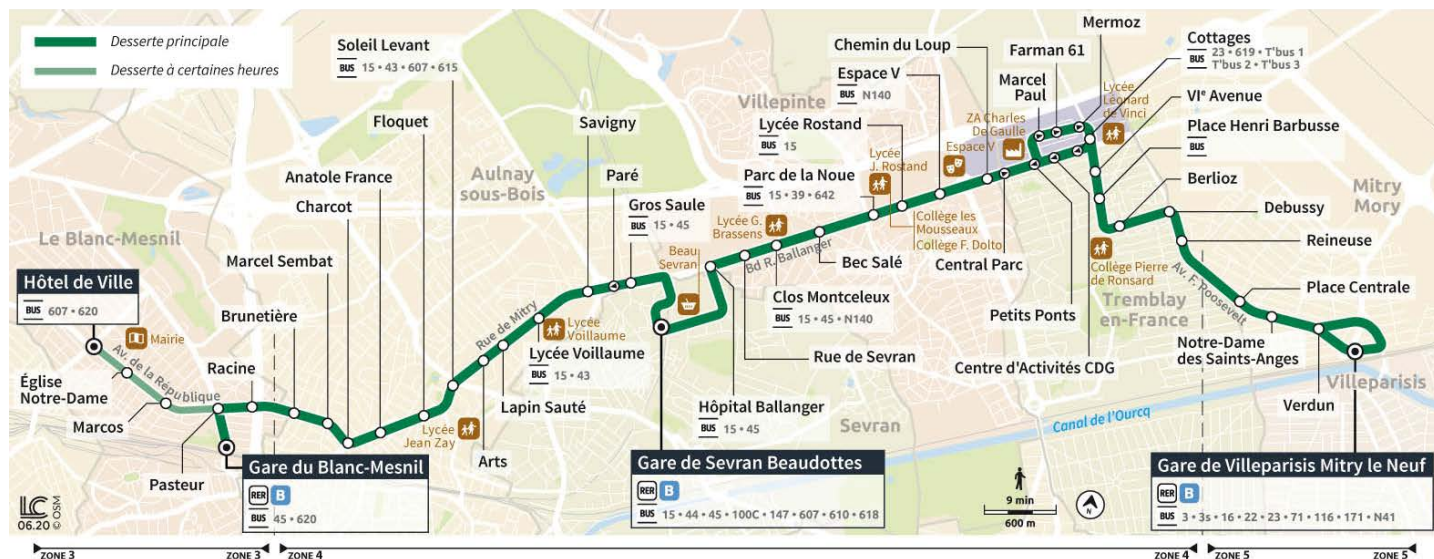 Desserte principale
Desserte à certaines heures
Soleil Levant
BUS 15 • 43 • 607 • 615
Floquet
Anatole France
Charcot
Marcel Sembat
Brunetière
Racine
Le Blanc-Mesnil
Hôtel de Ville
BUS 607 • 620
Mairie
Av. de la République
Église
Notre-Dame
Marcos
Pasteur
Gare du Blanc-Mesnil
RER B
BUS 45 • 620
Aulnay
sous-Bois
Savigny
Paré
Gros Saule
BUS 15 • 45
Rue de Mitry
Lycée
Voillaume
Lycée Voillaume
BUS 15 • 43
Lapin Sauté
Arts
Lycée
Jean Zay
Beau
Sevran
Gare de Sevran Beaudottes
RER B
BUS 15 • 44 • 45 • 100C • 147 • 607 • 610 • 618
Hôpital Ballanger
BUS 15 • 45
Rue de Sevran
Clos Montceleux
BUS 15 • 45 • N140
Bec Salé
Bd R. Ballanger
Lycée G.
Brassens
Villepinte
Parc de la Noue
BUS 15 • 39 • 642
Lycée Rostand
BUS 15
Lycée
J. Rostand
Espace V
BUS N140
Chemin du Loup
Espace V
ZA Charles
De Gaulle
Collège les
Mousseaux
Collège F. Dolto
Central Parc
Marcel
Paul
Farman 61
Mermoz
Cottages
BUS 23 • 619 • T'bus 1
T'bus 2 • T'bus 3
Lycée
Léonard
de Vinci
VIe Avenue
Place Henri Barbusse
BUS
Berlioz
Petits Ponts
Centre d'Activités CDG
Collège Pierre
de Ronsard
Tremblay
en-France
Mitry
Mory
Debussy
Reineuse
Av. F. Roosevelt
Place Centrale
Notre-Dame
des Saints-Anges
Verdun
Villeparisis
Sevran
Canal de l'Ourcq
Gare de Villeparisis Mitry le Neuf
RER B
BUS 3 • 3s • 16 • 22 • 23 • 71 • 116 • 171 • N41
9 min
600 m
N
LC
06.20
© OSM
ZONE 3
ZONE 3
ZONE 4
ZONE 4
ZONE 5
ZONE 5